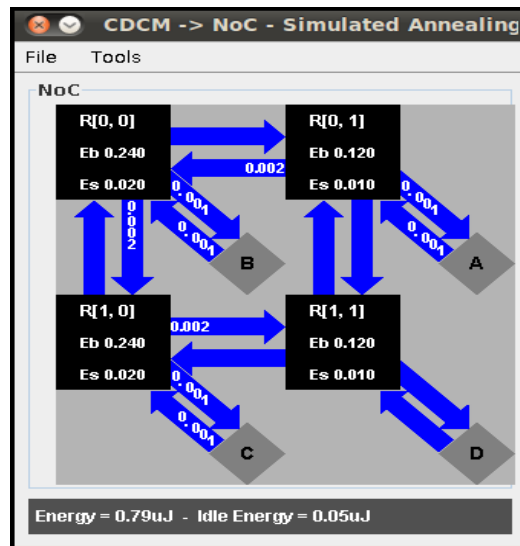 CDCM -> NoC - Simulated Annealing
File Tools
NoC
R[0, 0]
Eb 0.240
Es 0.020
R[0, 1]
Eb 0.120
Es 0.010
0.002
0.002
0.001
0.001
B
0.001
0.001
A
R[1, 0]
Eb 0.240
Es 0.020
0.002
R[1, 1]
Eb 0.120
Es 0.010
0.001
0.001
C
D
Energy = 0.79uJ - Idle Energy = 0.05uJ